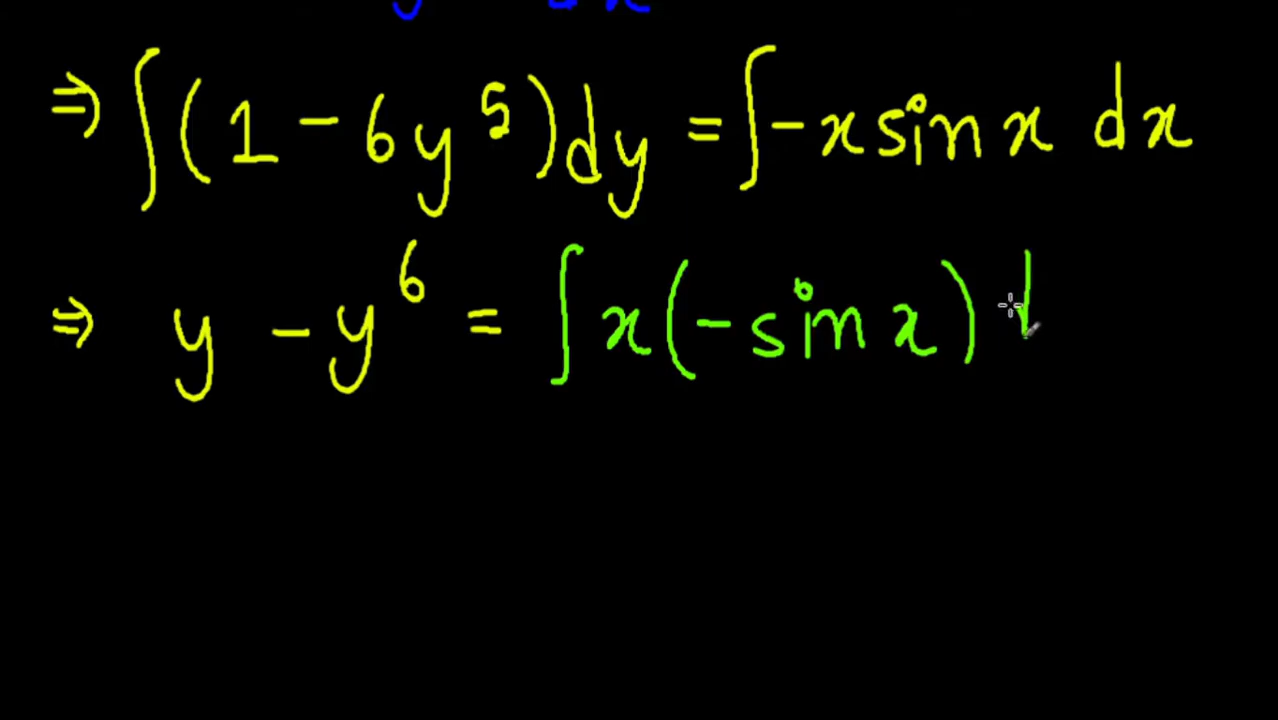 ⇒ ∫(1 - 6y⁵)dy = ∫-x sin x dx
⇒ y - y⁶ = ∫x(-sin x) d